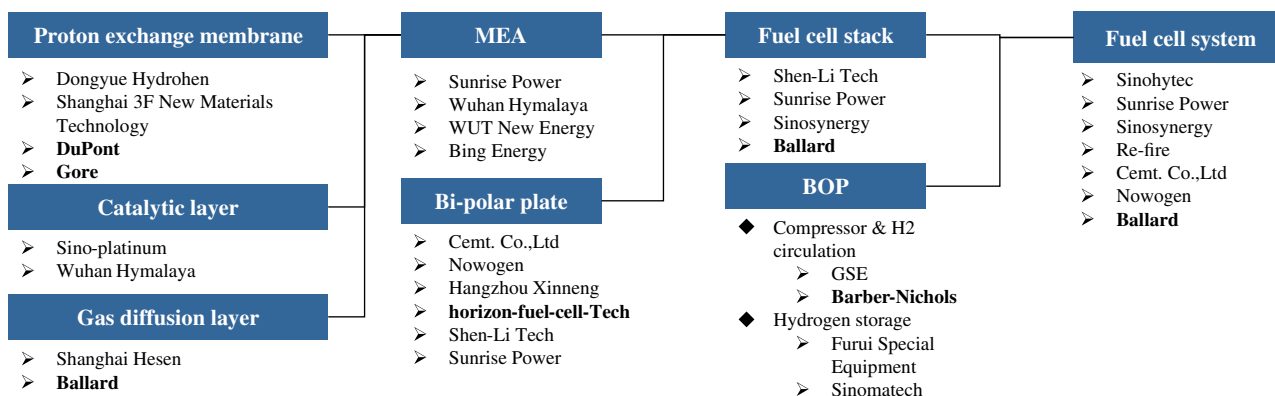 Proton exchange membrane
Dongyue Hydrohen
Shanghai 3F New Materials
Technology
DuPont
Gore
Catalytic layer
Sino-platinum
Wuhan Hymalaya
Gas diffusion layer
Shanghai Hesen
Ballard
MEA
Sunrise Power
Wuhan Hymalaya
WUT New Energy
Bing Energy
Bi-polar plate
Cemt. Co.,Ltd
Nowogen
Hangzhou Xinneng
horizon-fuel-cell-Tech
Shen-Li Tech
Sunrise Power
Fuel cell stack
Shen-Li Tech
Sunrise Power
Sinosynergy
Ballard
BOP
Compressor & H2
circulation
GSE
Barber-Nichols
Hydrogen storage
Furui Special
Equipment
Sinomatech
Fuel cell system
Sinohytec
Sunrise Power
Sinosynergy
Re-fire
Cemt. Co.,Ltd
Nowogen
Ballard